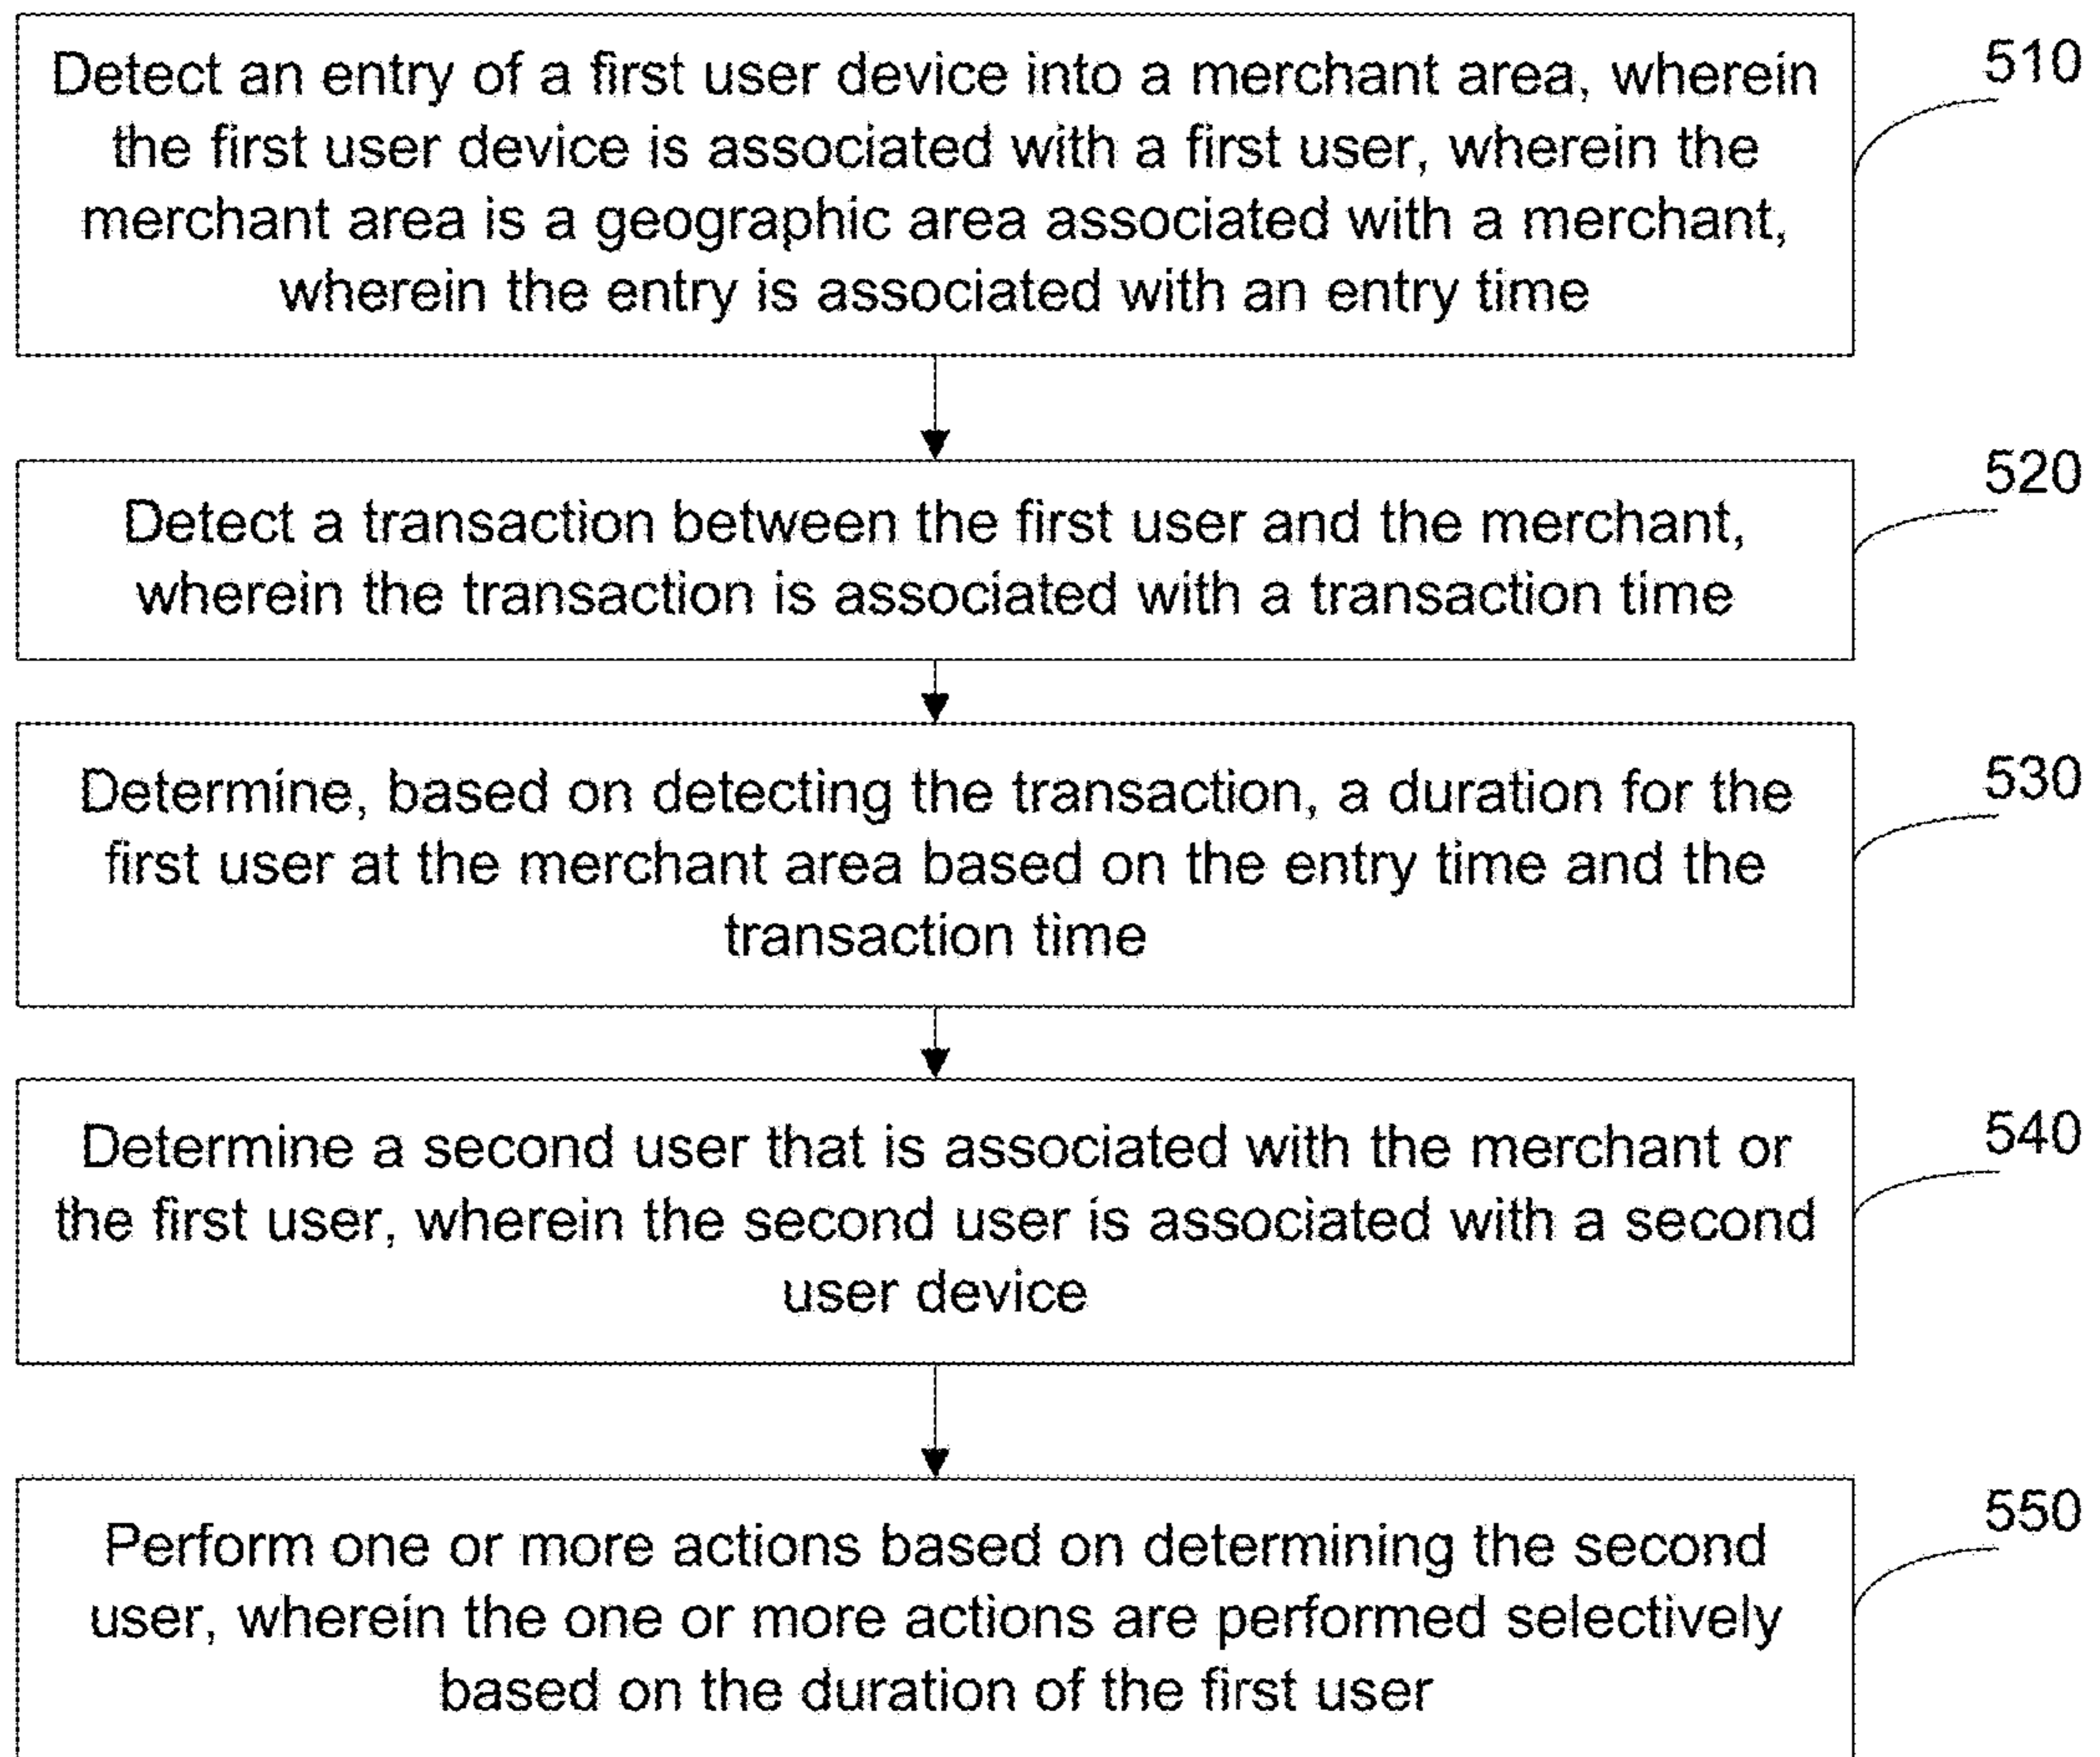 Detect an entry of a first user device into a merchant area, wherein
the first user device is associated with a first user, wherein the
merchant area is a geographic area associated with a merchant,
wherein the entry is associated with an entry time
510
Detect a transaction between the first user and the merchant,
wherein the transaction is associated with a transaction time
520
Determine, based on detecting the transaction, a duration for the
first user at the merchant area based on the entry time and the
transaction time
530
Determine a second user that is associated with the merchant or
the first user, wherein the second user is associated with a second
user device
540
Perform one or more actions based on determining the second
user, wherein the one or more actions are performed selectively
based on the duration of the first user
550